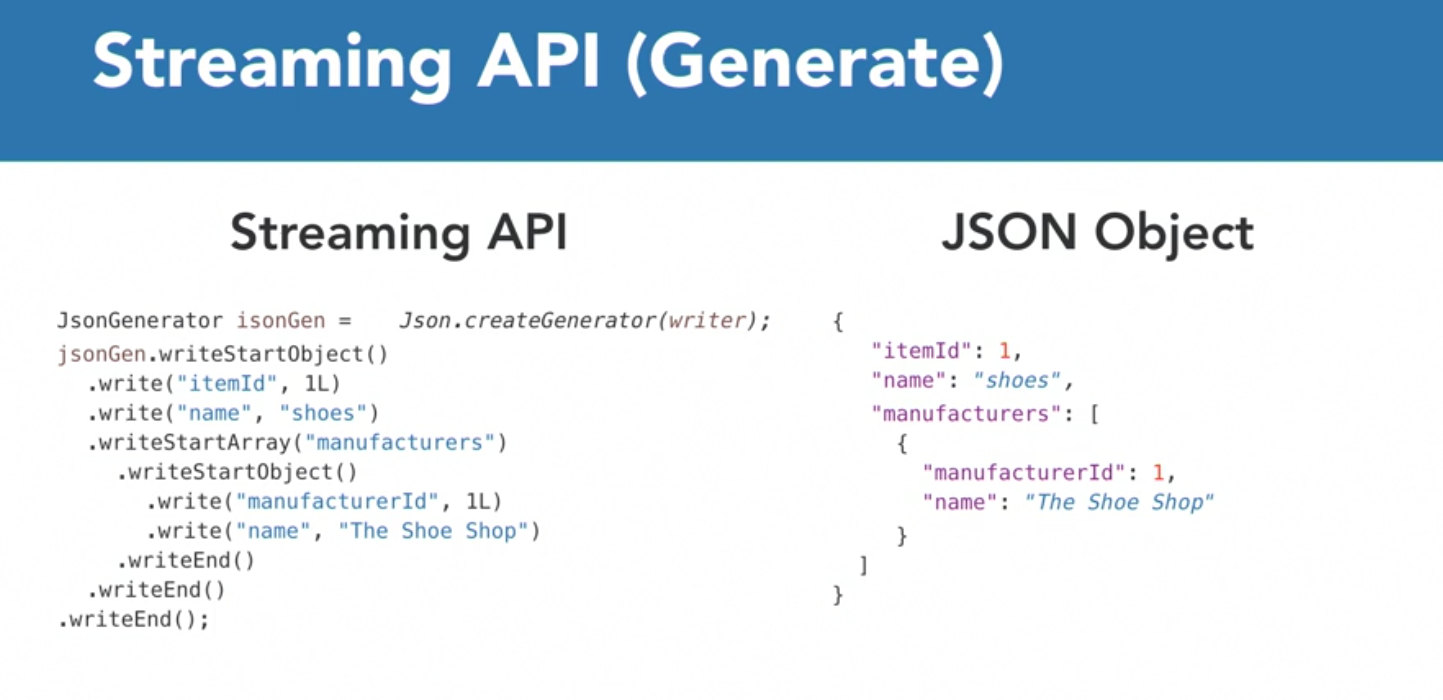 Streaming API (Generate)
Streaming API
JsonGenerator isonGen = Json.createGenerator(writer);
jsonGen.writeStartObject()
.write("itemId", 1L)
.write("name", "shoes")
.writeStartArray("manufacturers")
.writeStartObject()
.write("manufacturerId", 1L)
.write("name", "The Shoe Shop")
.writeEnd()
.writeEnd()
.writeEnd();
JSON Object
{
"itemId": 1,
"name": "shoes",
"manufacturers": [
{
"manufacturerId": 1,
"name": "The Shoe Shop"
}
]
}